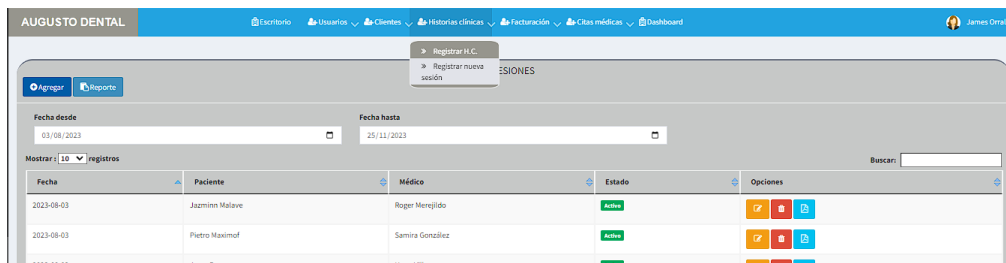 AUGUSTO DENTAL
Escritorio Usuarios Clientes Historias clínicas Facturación Citas médicas Dashboard
James Orral
» Registrar H.C.
» Registrar nueva
sesión
ESIONES
Agregar Reporte
Fecha desde Fecha hasta
03/08/2023 25/11/2023
Mostrar : 10 registros Buscar:
Fecha Paciente Médico Estado Opciones
2023-08-03 Jazminn Malave Roger Merejildo Activo
2023-08-03 Pietro Maximof Samira González Activo